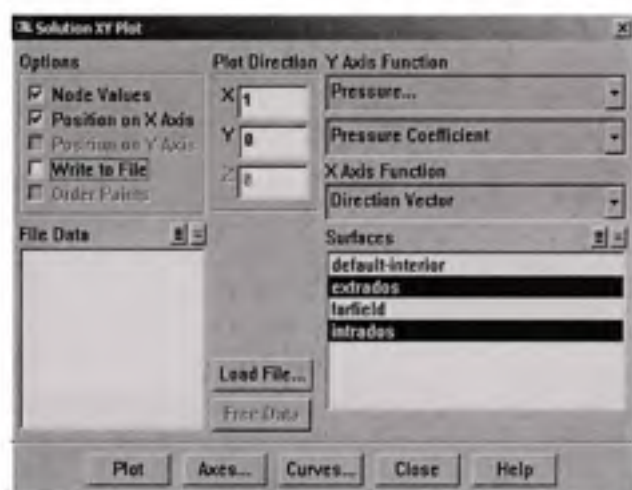 Solution XY Plot
Options
Node Values
Position on X Axis
Position on Y Axis
Write to File
Order Points
Plot Direction
X 1
Y 0
Z 0
Y Axis Function
Pressure...
Pressure Coefficient
X Axis Function
Direction Vector
File Data
Surfaces
default-interior
extrados
farfield
intrados
Load File...
Free Data
Plot
Axes...
Curves...
Close
Help